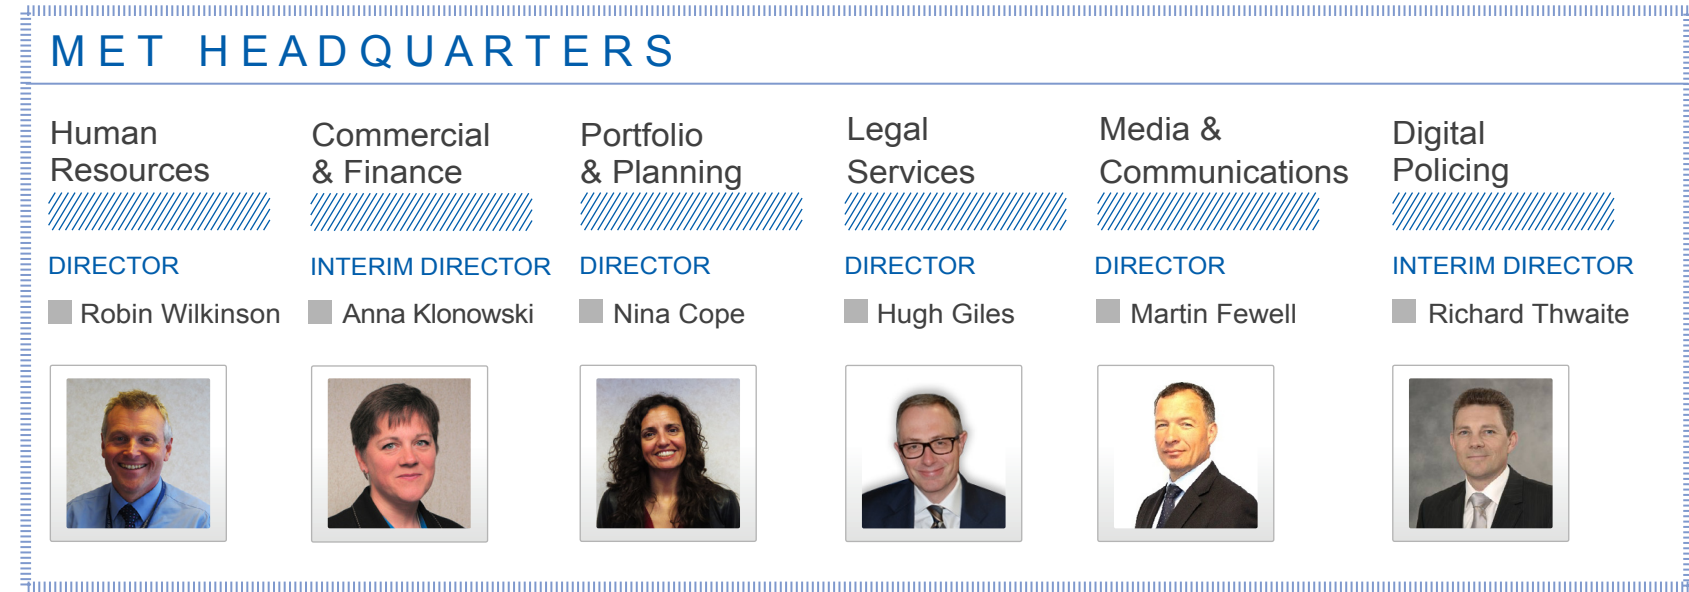 MET HEADQUARTERS
Human
Resources
DIRECTOR
Robin Wilkinson
Commercial
& Finance
INTERIM DIRECTOR
Anna Klonowski
Portfolio
& Planning
DIRECTOR
Nina Cope
Legal
Services
DIRECTOR
Hugh Giles
Media &
Communications
DIRECTOR
Martin Fewell
Digital
Policing
INTERIM DIRECTOR
Richard Thwaite